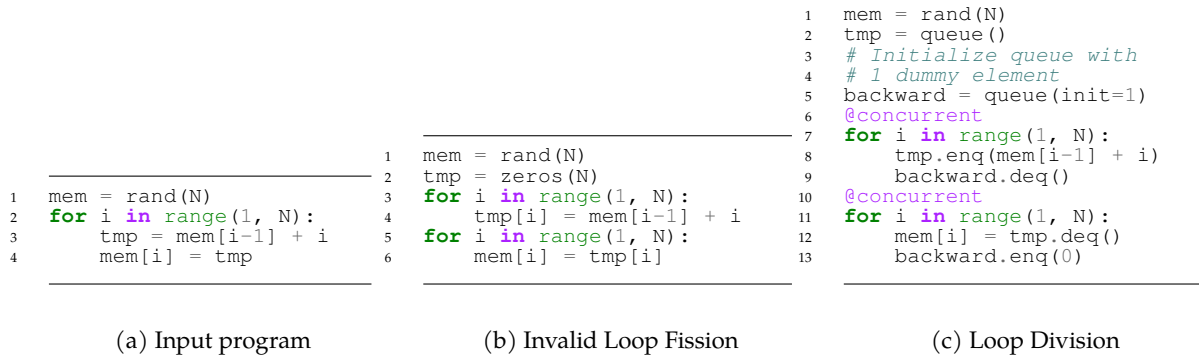 1 mem = rand(N)
2 for i in range(1, N):
3     tmp = mem[i-1] + i
4     mem[i] = tmp
(a) Input program
1 mem = rand(N)
2 tmp = zeros(N)
3 for i in range(1, N):
4     tmp[i] = mem[i-1] + i
5 for i in range(1, N):
6     mem[i] = tmp[i]
(b) Invalid Loop Fission
1 mem = rand(N)
2 tmp = queue()
3 # Initialize queue with
4 # 1 dummy element
5 backward = queue(init=1)
6 @concurrent
7 for i in range(1, N):
8     tmp.enq(mem[i-1] + i)
9     backward.deq()
10 @concurrent
11 for i in range(1, N):
12     mem[i] = tmp.deq()
13     backward.enq(0)
(c) Loop Division